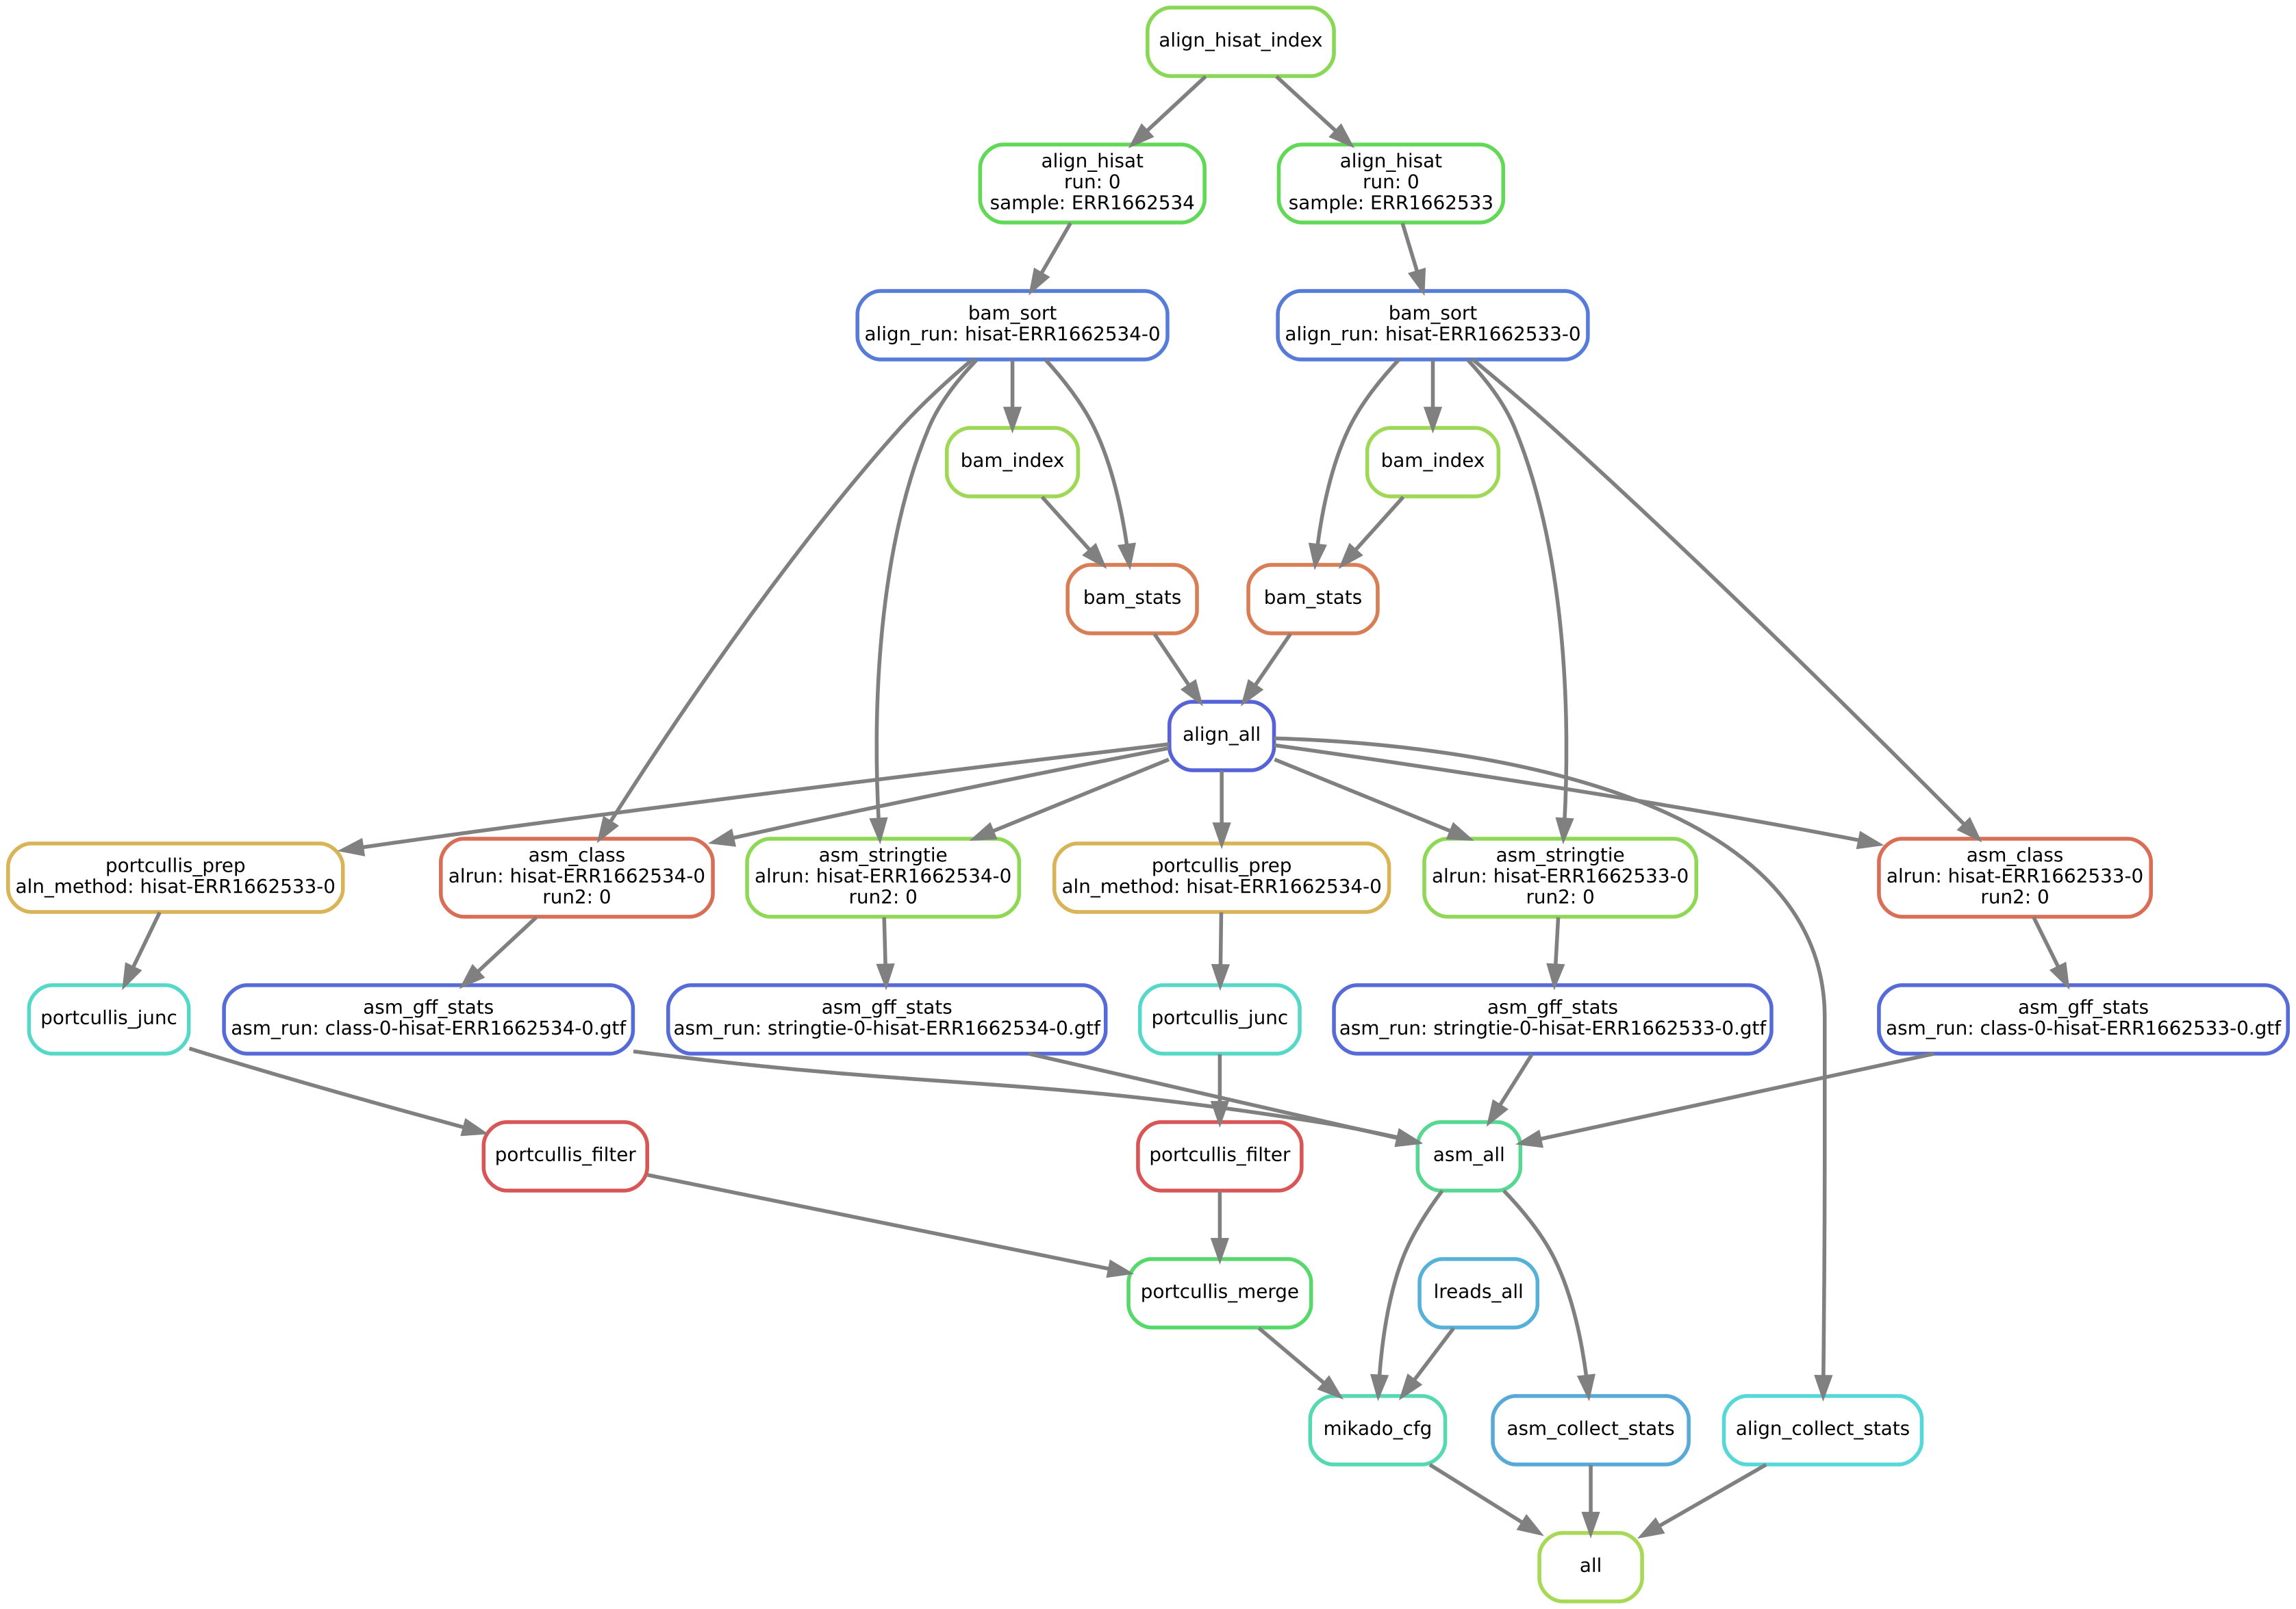 align_hisat_index
align_hisat
run: 0
sample: ERR1662534
align_hisat
run: 0
sample: ERR1662533
bam_sort
align_run: hisat-ERR1662534-0
bam_sort
align_run: hisat-ERR1662533-0
bam_index
bam_index
bam_stats
bam_stats
align_all
portcullis_prep
aln_method: hisat-ERR1662533-0
asm_class
alrun: hisat-ERR1662534-0
run2: 0
asm_stringtie
alrun: hisat-ERR1662534-0
run2: 0
portcullis_prep
aln_method: hisat-ERR1662534-0
asm_stringtie
alrun: hisat-ERR1662533-0
run2: 0
asm_class
alrun: hisat-ERR1662533-0
run2: 0
portcullis_junc
asm_gff_stats
asm_run: class-0-hisat-ERR1662534-0.gtf
asm_gff_stats
asm_run: stringtie-0-hisat-ERR1662534-0.gtf
portcullis_junc
asm_gff_stats
asm_run: stringtie-0-hisat-ERR1662533-0.gtf
asm_gff_stats
asm_run: class-0-hisat-ERR1662533-0.gtf
portcullis_filter
portcullis_filter
asm_all
portcullis_merge
lreads_all
mikado_cfg
asm_collect_stats
align_collect_stats
all